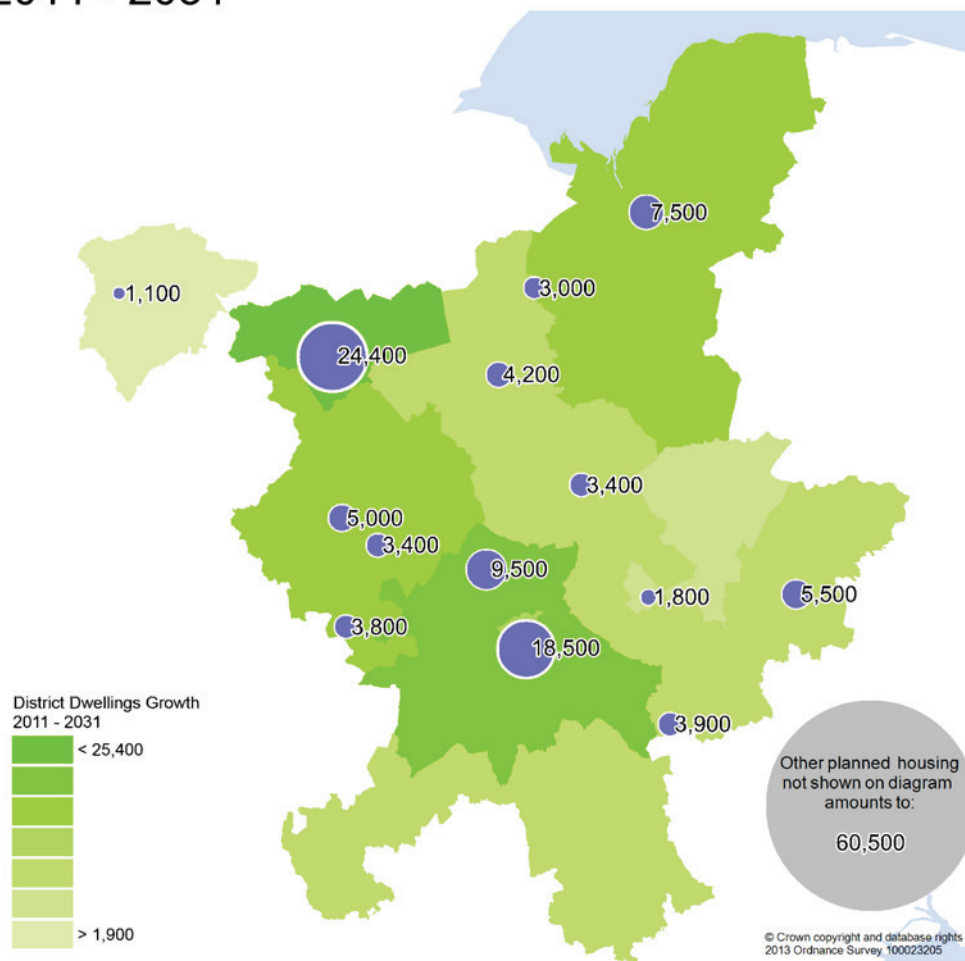 2011 - 2031
7,500
1,100
3,000
24,400
4,200
3,400
5,000
3,400
9,500
1,800
5,500
3,800
18,500
3,900
District Dwellings Growth
2011 - 2031
< 25,400
> 1,900
Other planned housing
not shown on diagram
amounts to:
60,500
© Crown copyright and database rights
2013 Ordnance Survey 100023205